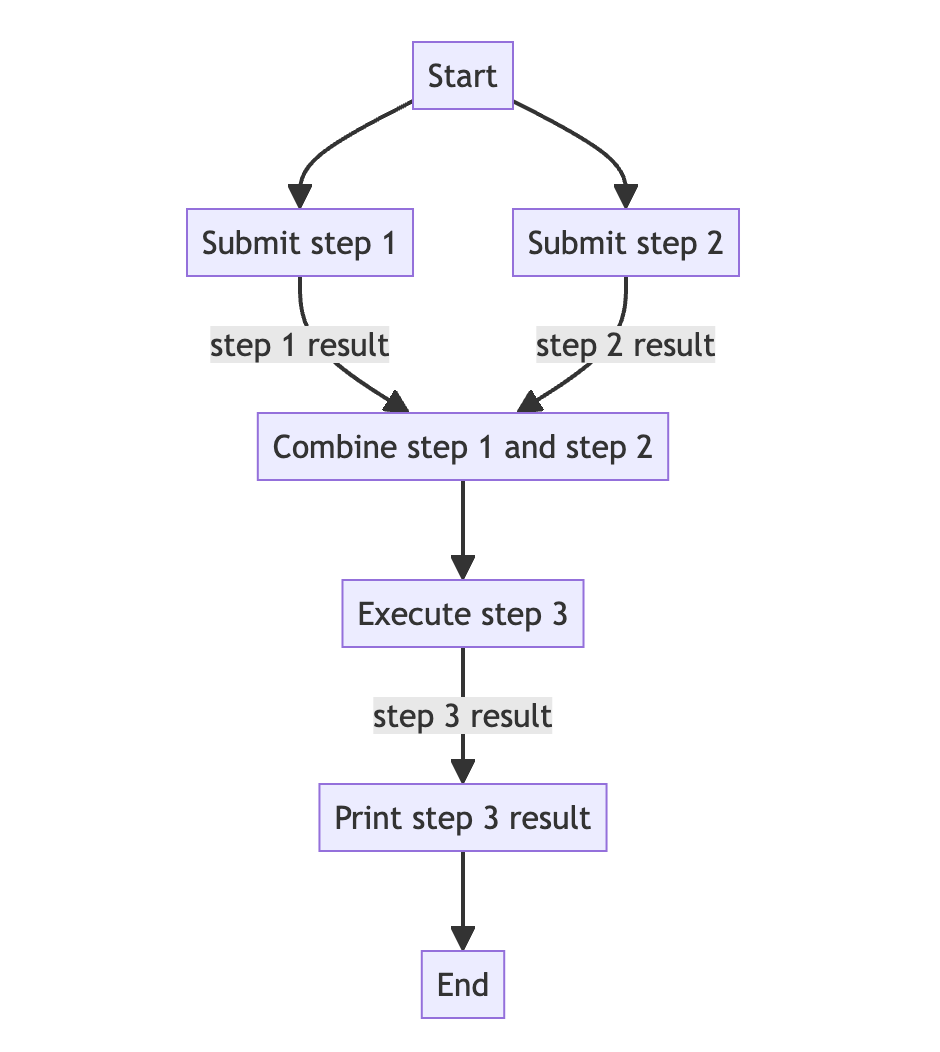 Start
Submit step 1
Submit step 2
step 1 result
step 2 result
Combine step 1 and step 2
Execute step 3
step 3 result
Print step 3 result
End